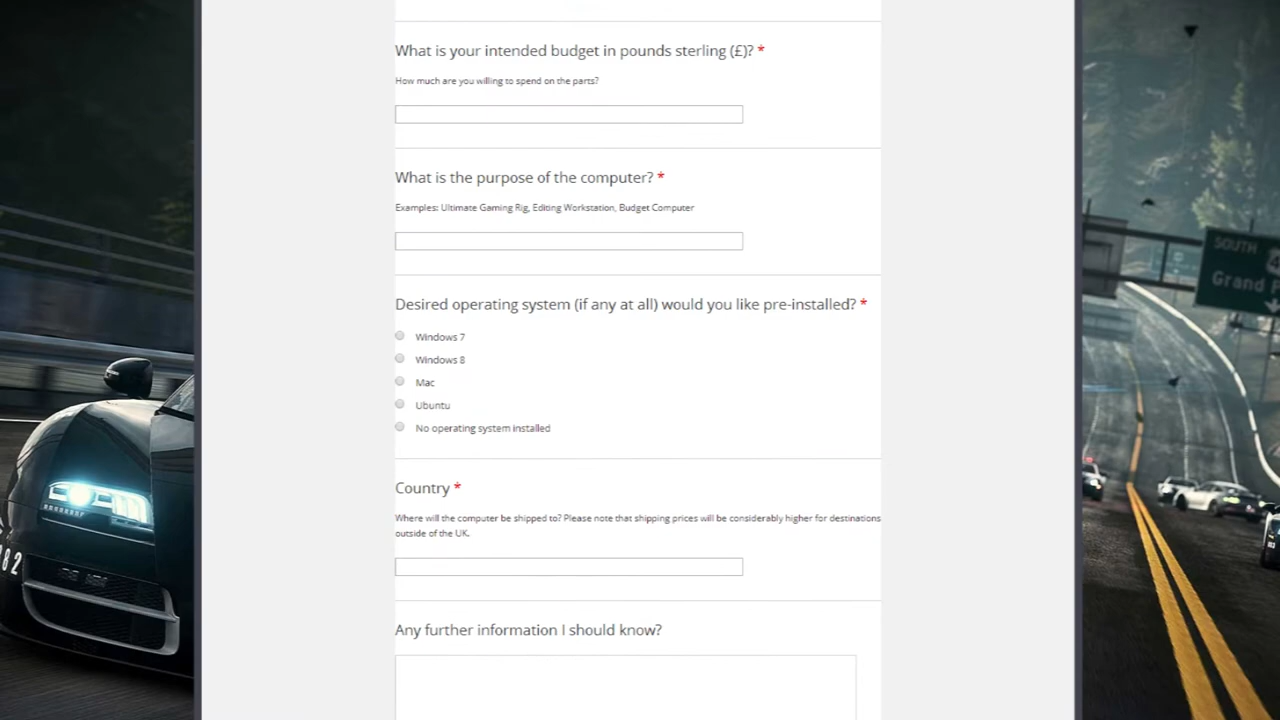 What is your intended budget in pounds sterling (£)? *
How much are you willing to spend on the parts?
What is the purpose of the computer? *
Examples: Ultimate Gaming Rig, Editing Workstation, Budget Computer
Desired operating system (if any at all) would you like pre-installed? *
Windows 7
Windows 8
Mac
Ubuntu
No operating system installed
Country *
Where will the computer be shipped to? Please note that shipping prices will be considerably higher for destinations
outside of the UK.
Any further information I should know?
SOUTH
Grand
82